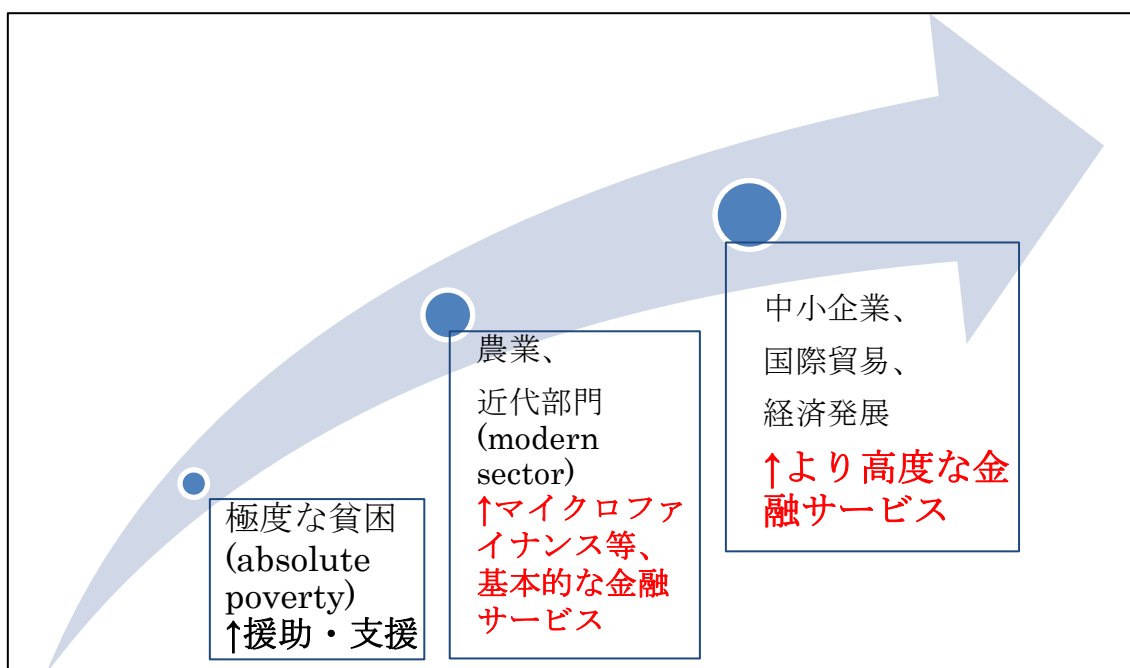 極度な貧困
(absolute
poverty)
↑援助・支援
農業、
近代部門
(modern
sector)
↑マイクロファ
イナンス等、
基本的な金融
サービス
中小企業、
国際貿易、
経済発展
↑より高度な金
融サービス